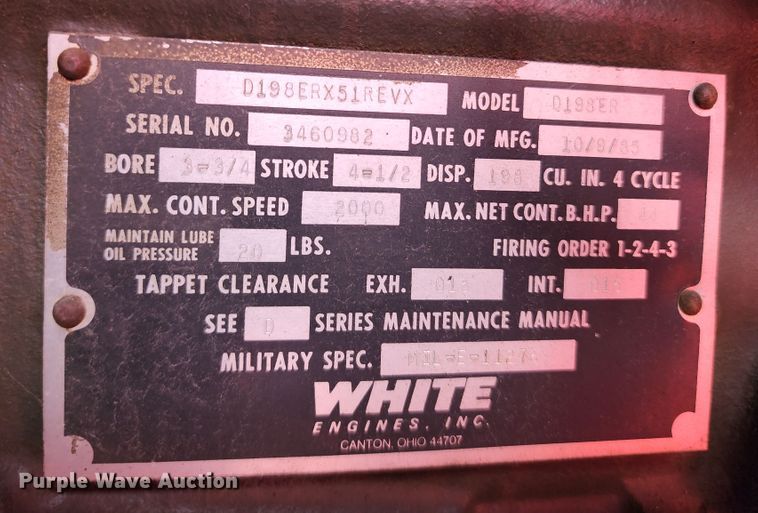 SPEC. D198ERX51REVX MODEL D198ER
SERIAL NO. 3460982 DATE OF MFG. 10/9/85
BORE 3=3/4 STROKE 4=1/2 DISP. 198 CU. IN. 4 CYCLE
MAX. CONT. SPEED 2000 MAX. NET CONT. B.H.P.
MAINTAIN LUBE
OIL PRESSURE 20 LBS. FIRING ORDER 1-2-4-3
TAPPET CLEARANCE EXH. INT.
SEE D SERIES MAINTENANCE MANUAL
MILITARY SPEC.
WHITE
ENGINES, INC.
CANTON, OHIO 44707
Purple Wave Auction